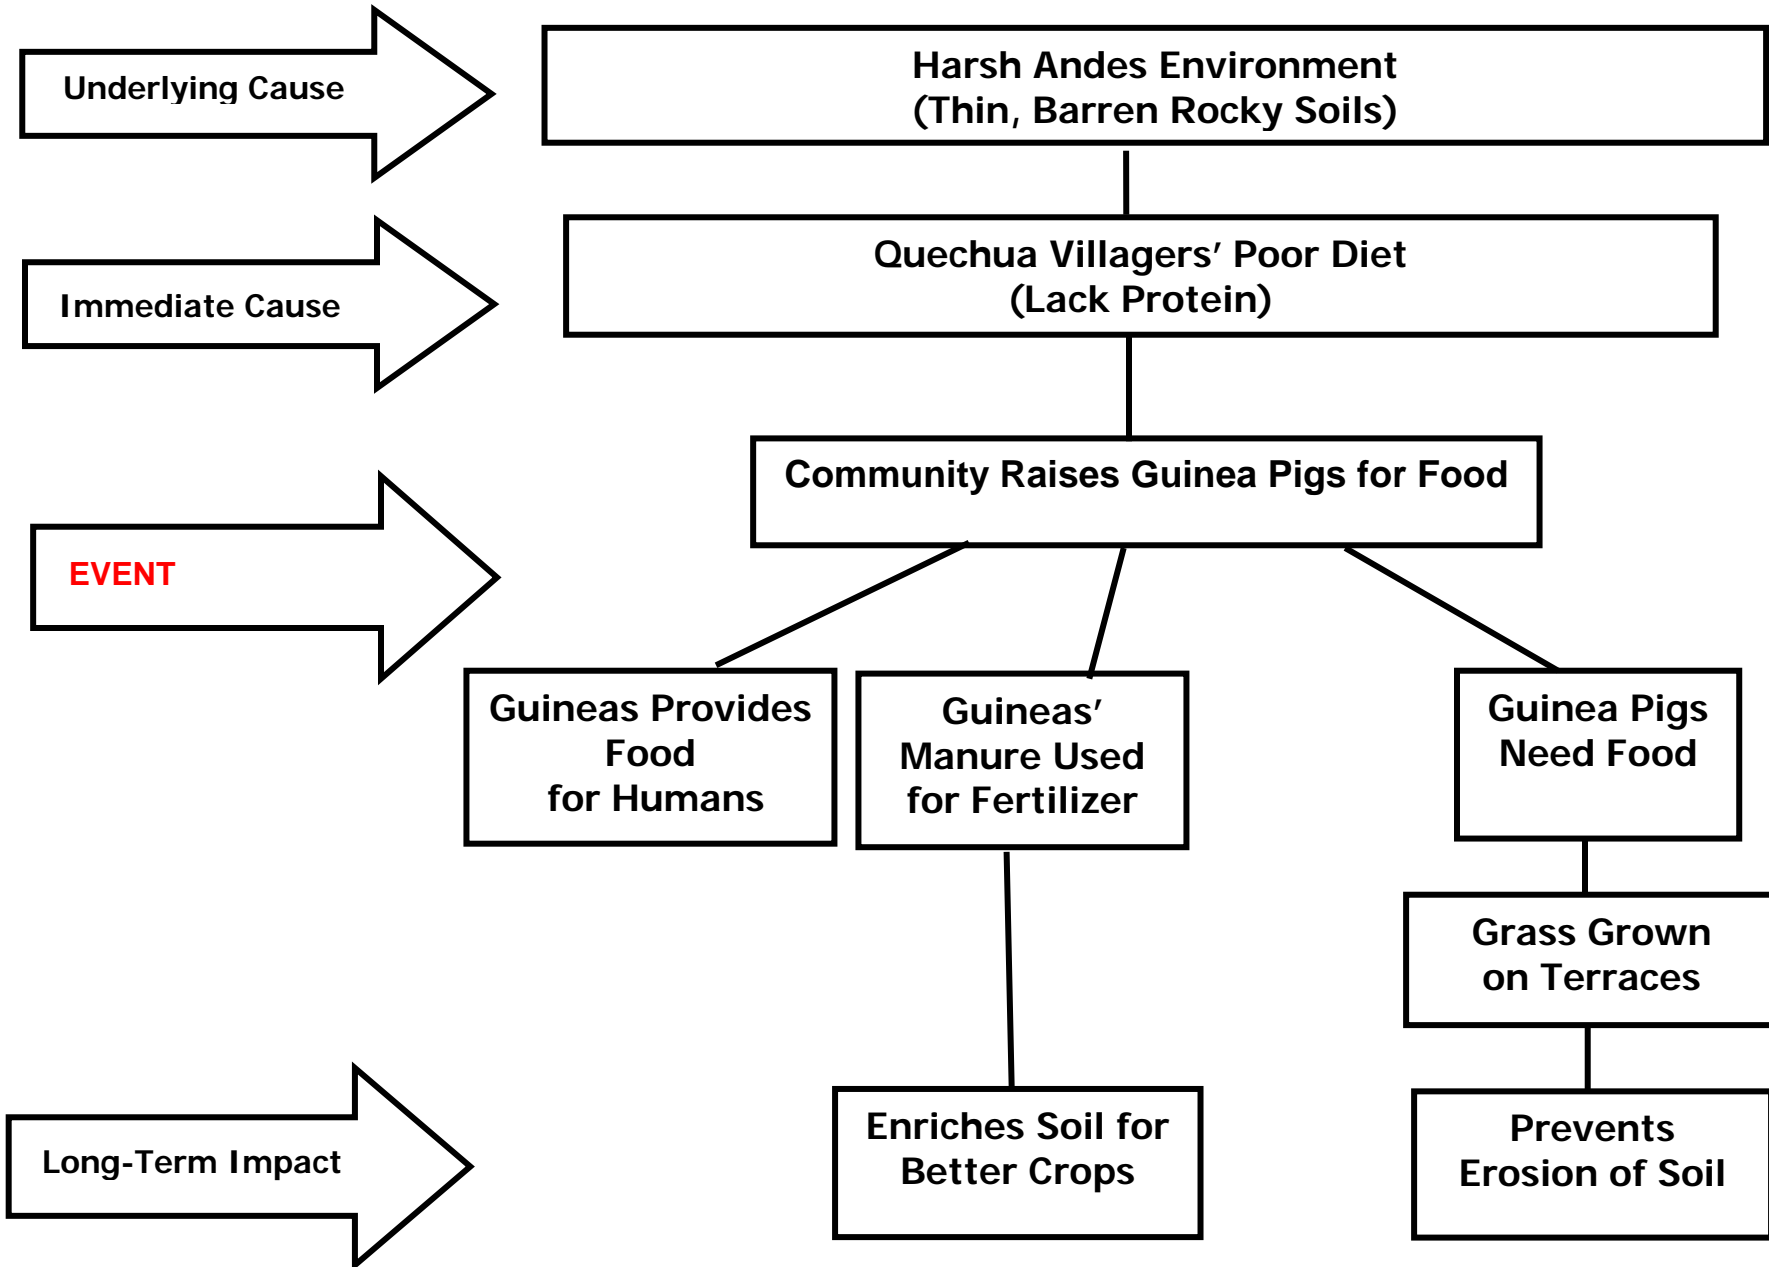 Underlying Cause
Harsh Andes Environment
(Thin, Barren Rocky Soils)
Immediate Cause
Quechua Villagers’ Poor Diet
(Lack Protein)
EVENT
Community Raises Guinea Pigs for Food
Guineas Provides
Food
for Humans
Guineas’
Manure Used
for Fertilizer
Guinea Pigs
Need Food
Grass Grown
on Terraces
Long-Term Impact
Enriches Soil for
Better Crops
Prevents
Erosion of Soil